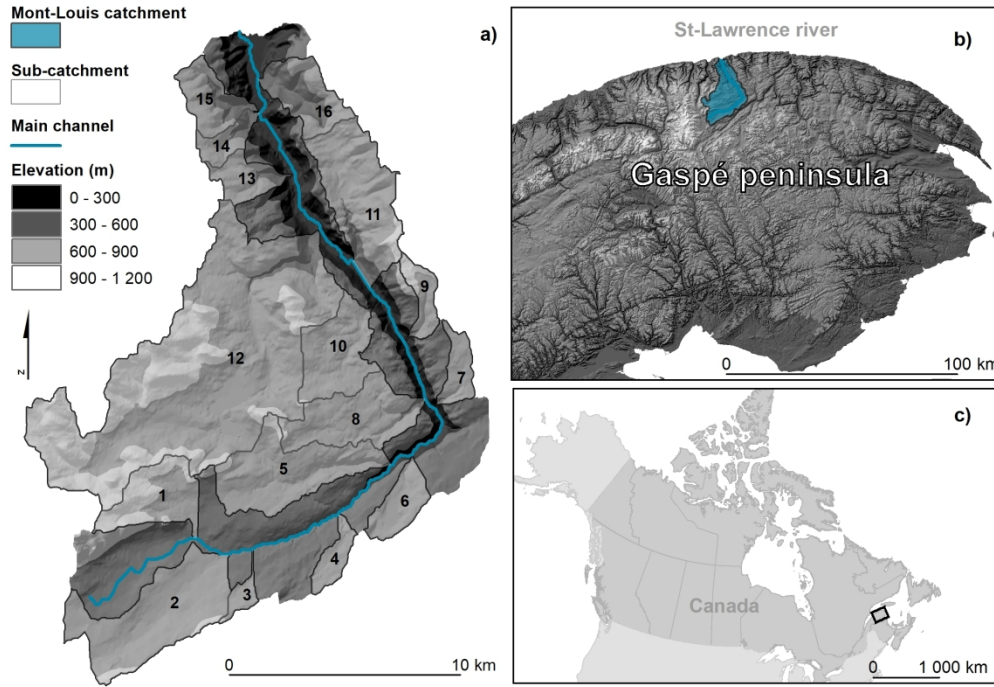 Mont-Louis catchment
Sub-catchment
Main channel
Elevation (m)
0 - 300
300 - 600
600 - 900
900 - 1 200
z
a)
15
16
14
13
11
9
12
10
7
8
5
1
6
4
2
3
0
10 km
St-Lawrence river
b)
Gaspé peninsula
0
100 km
c)
Canada
0
1 000 km